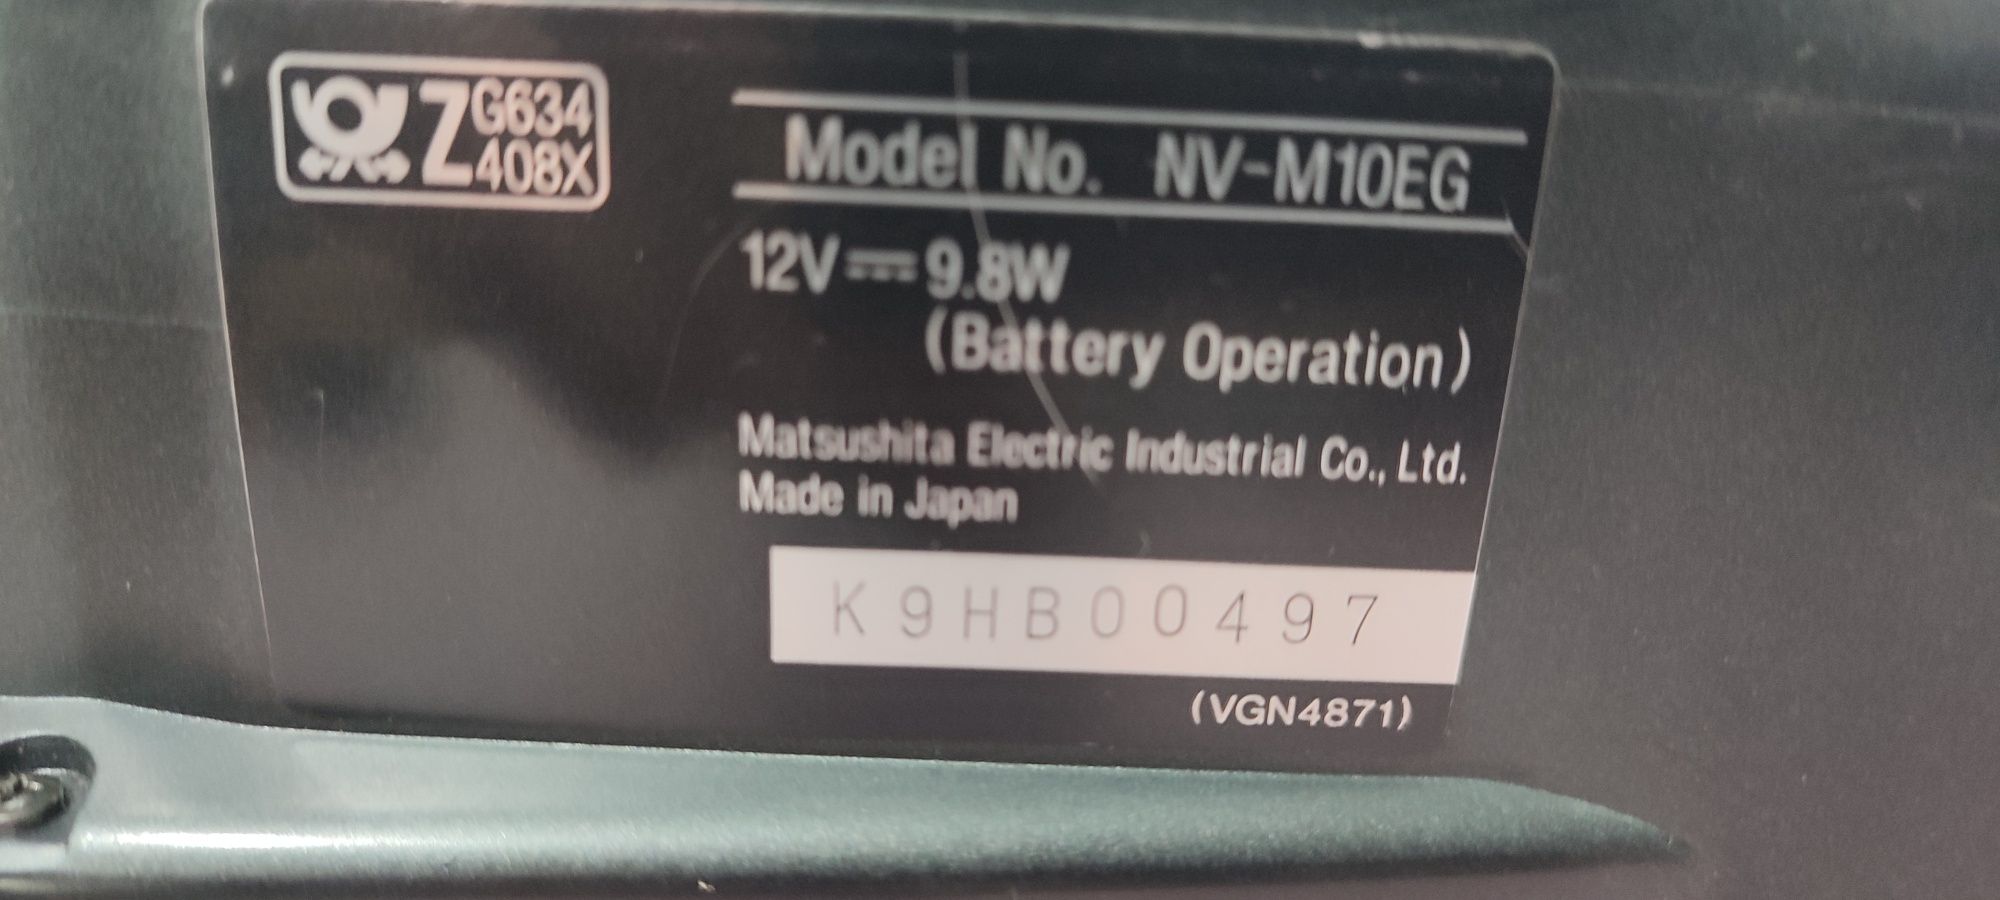 Z G634
408X
Model No. NV-M10EG
12V⎓9.8W
(Battery Operation)
Matsushita Electric Industrial Co., Ltd.
Made in Japan
K9HB00497
(VGN4871)